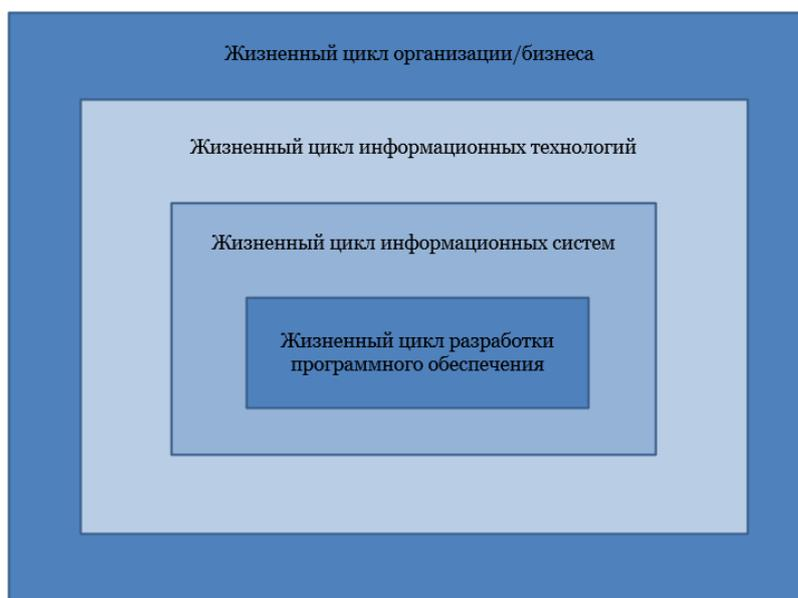 Жизненный цикл организации/бизнеса
Жизненный цикл информационных технологий
Жизненный цикл информационных систем
Жизненный цикл разработки
программного обеспечения